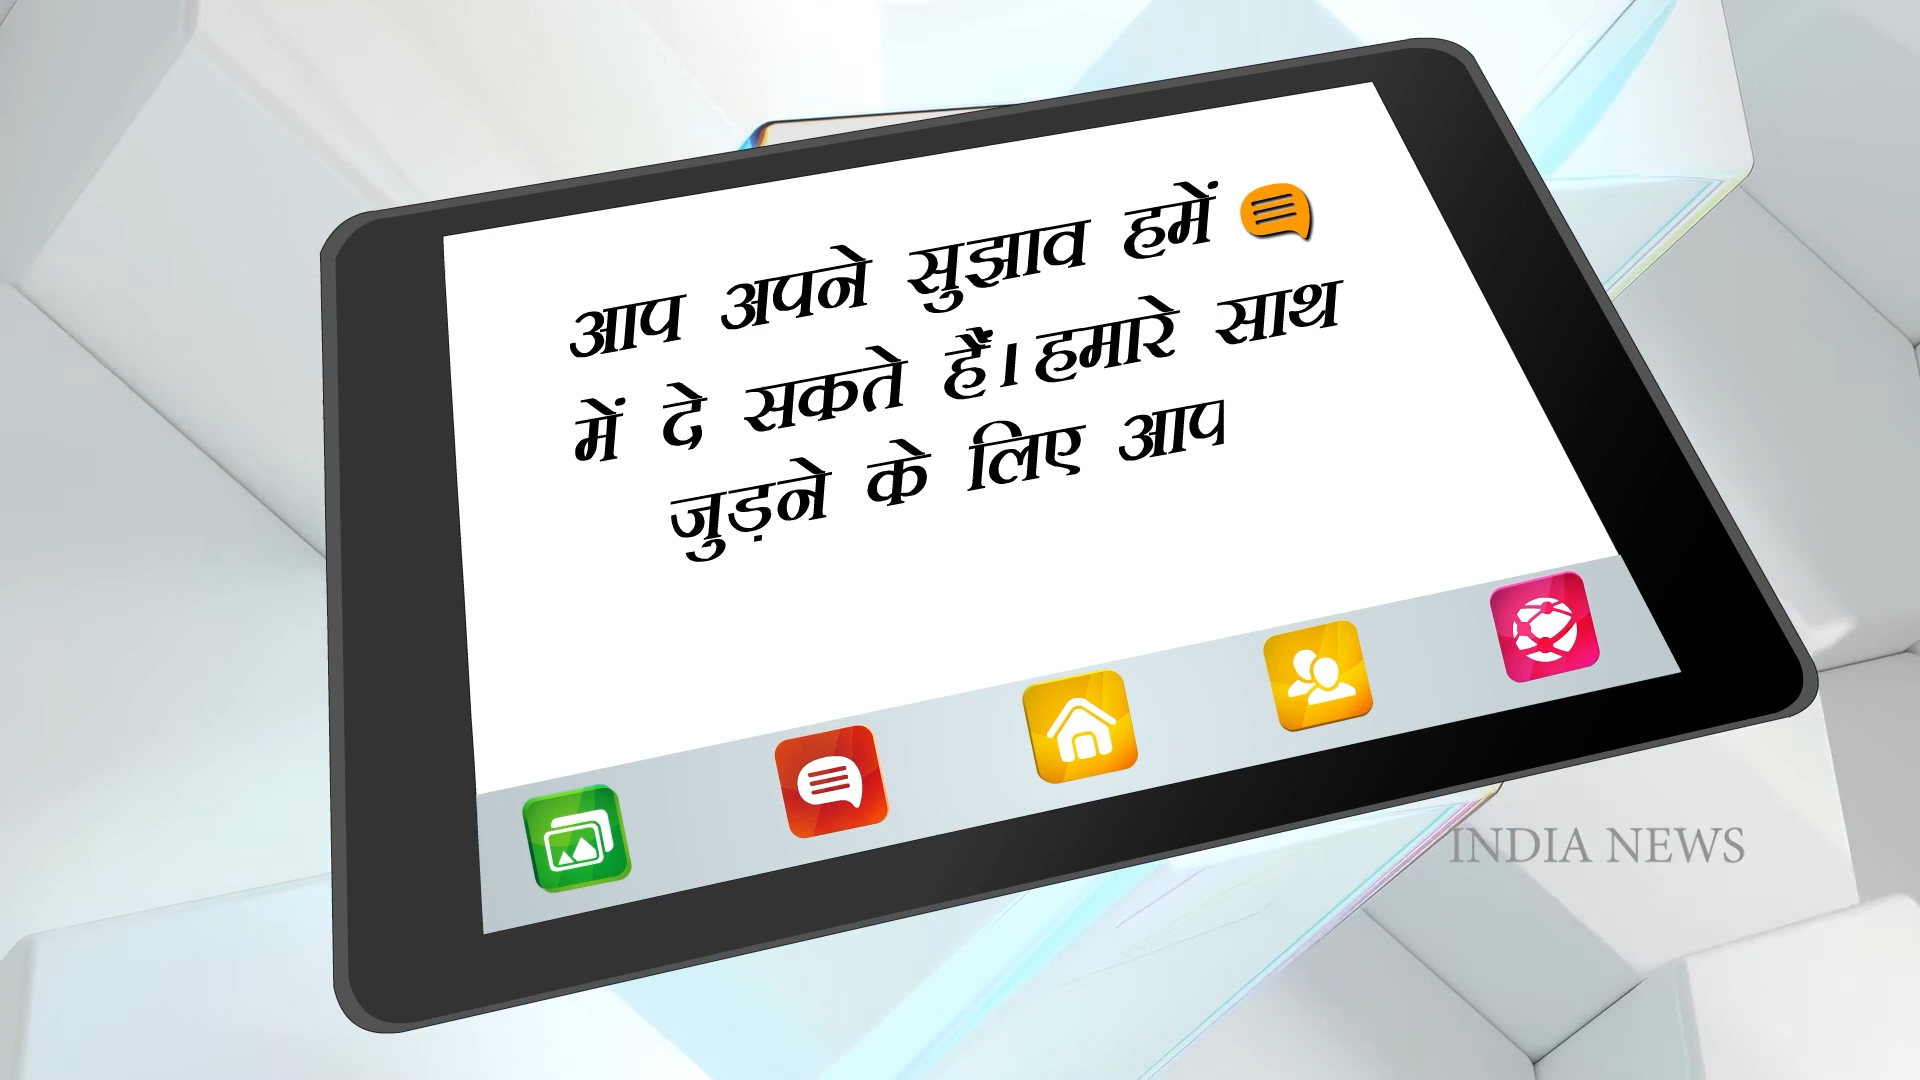 आप अपने सुझाव हमें
में दे सकते हैं। हमारे साथ
जुड़ने के लिए आप
INDIA NEWS